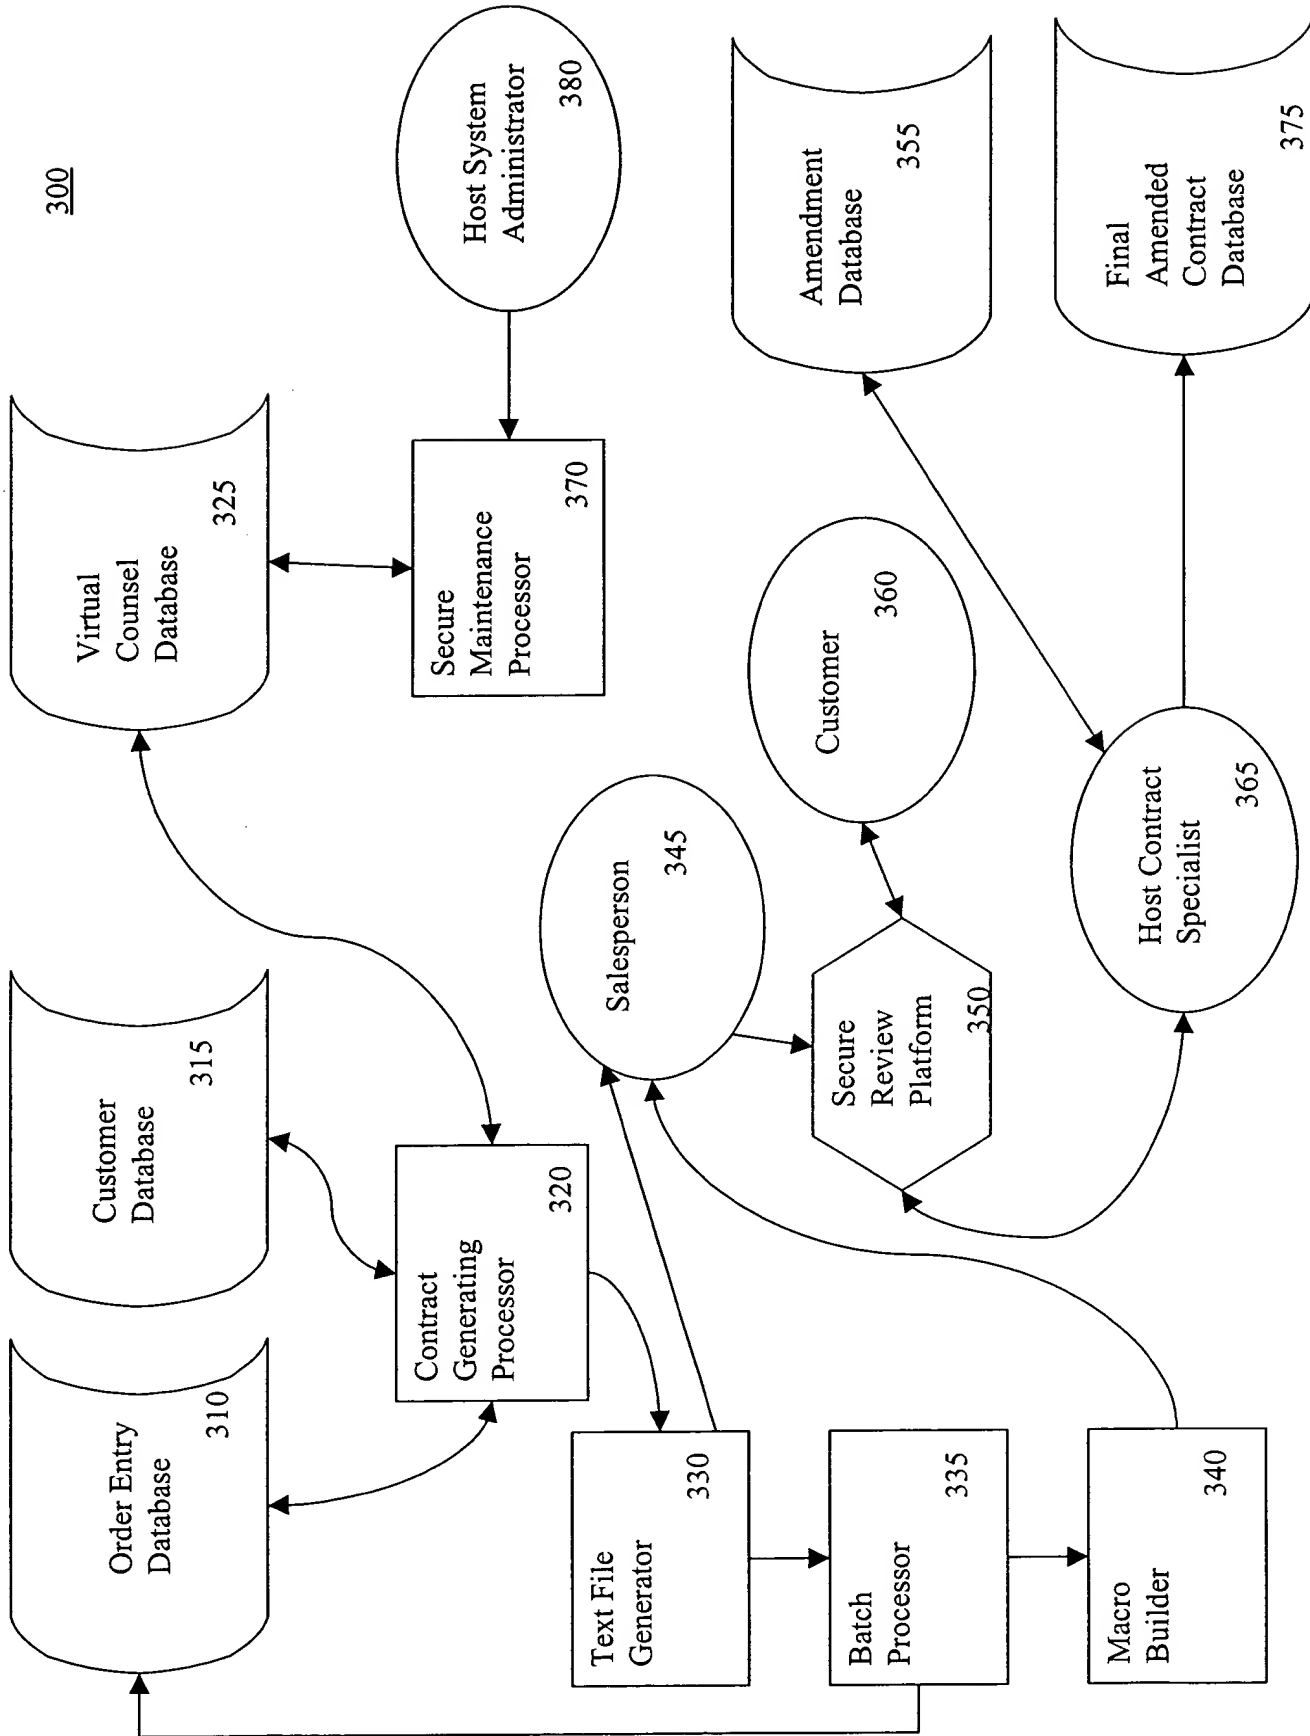 300
Order Entry
Database
310
Customer
Database
315
Virtual
Counsel
Database
325
Contract
Generating
Processor
320
Secure
Maintenance
Processor
370
Host System
Administrator
380
Text File
Generator
330
Salesperson
345
Batch
Processor
335
Secure
Review
Platform
350
Customer
360
Amendment
Database
355
Macro
Builder
340
Host Contract
Specialist
365
Final
Amended
Contract
Database
375